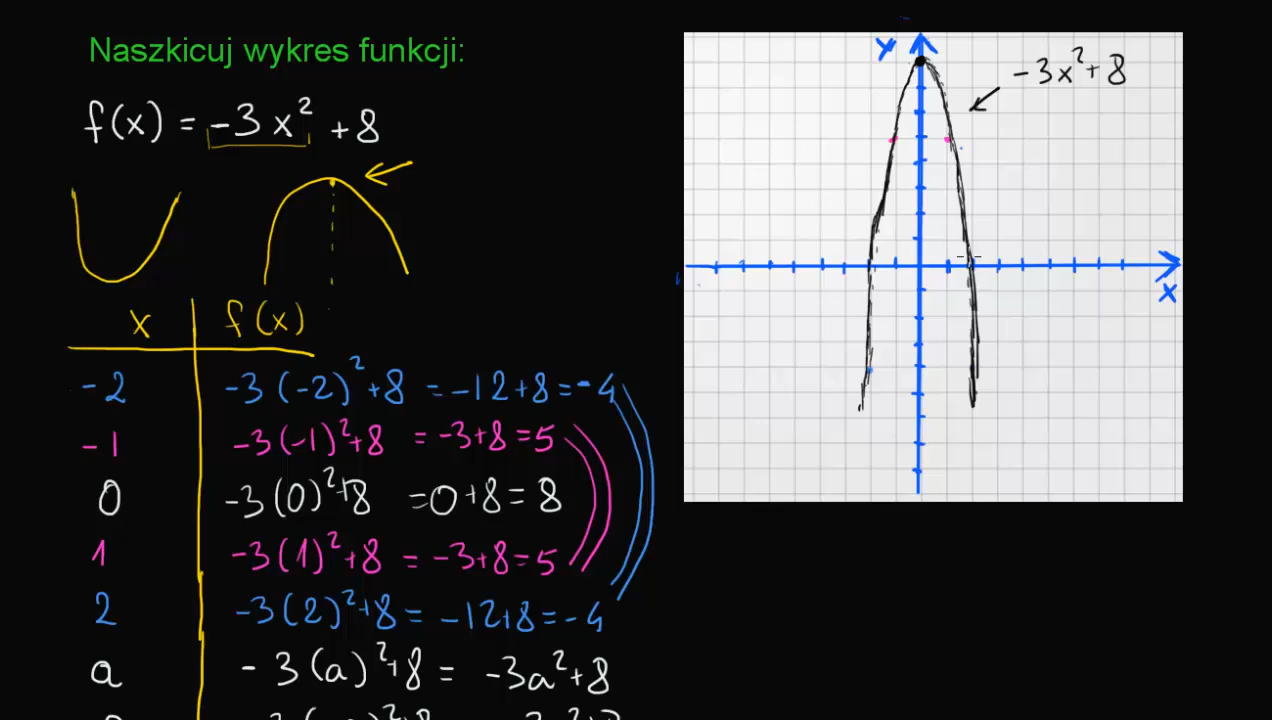 Naszkicuj wykres funkcji:
f(x) = -3x² + 8
x f(x)
-2 -3(-2)²+8 = -12+8 = -4
-1 -3(-1)²+8 = -3+8 = 5
0 -3(0)²+8 = 0+8 = 8
1 -3(1)²+8 = -3+8 = 5
2 -3(2)²+8 = -12+8 = -4
a -3(a)²+8 = -3a²+8
y
-3x²+8
x